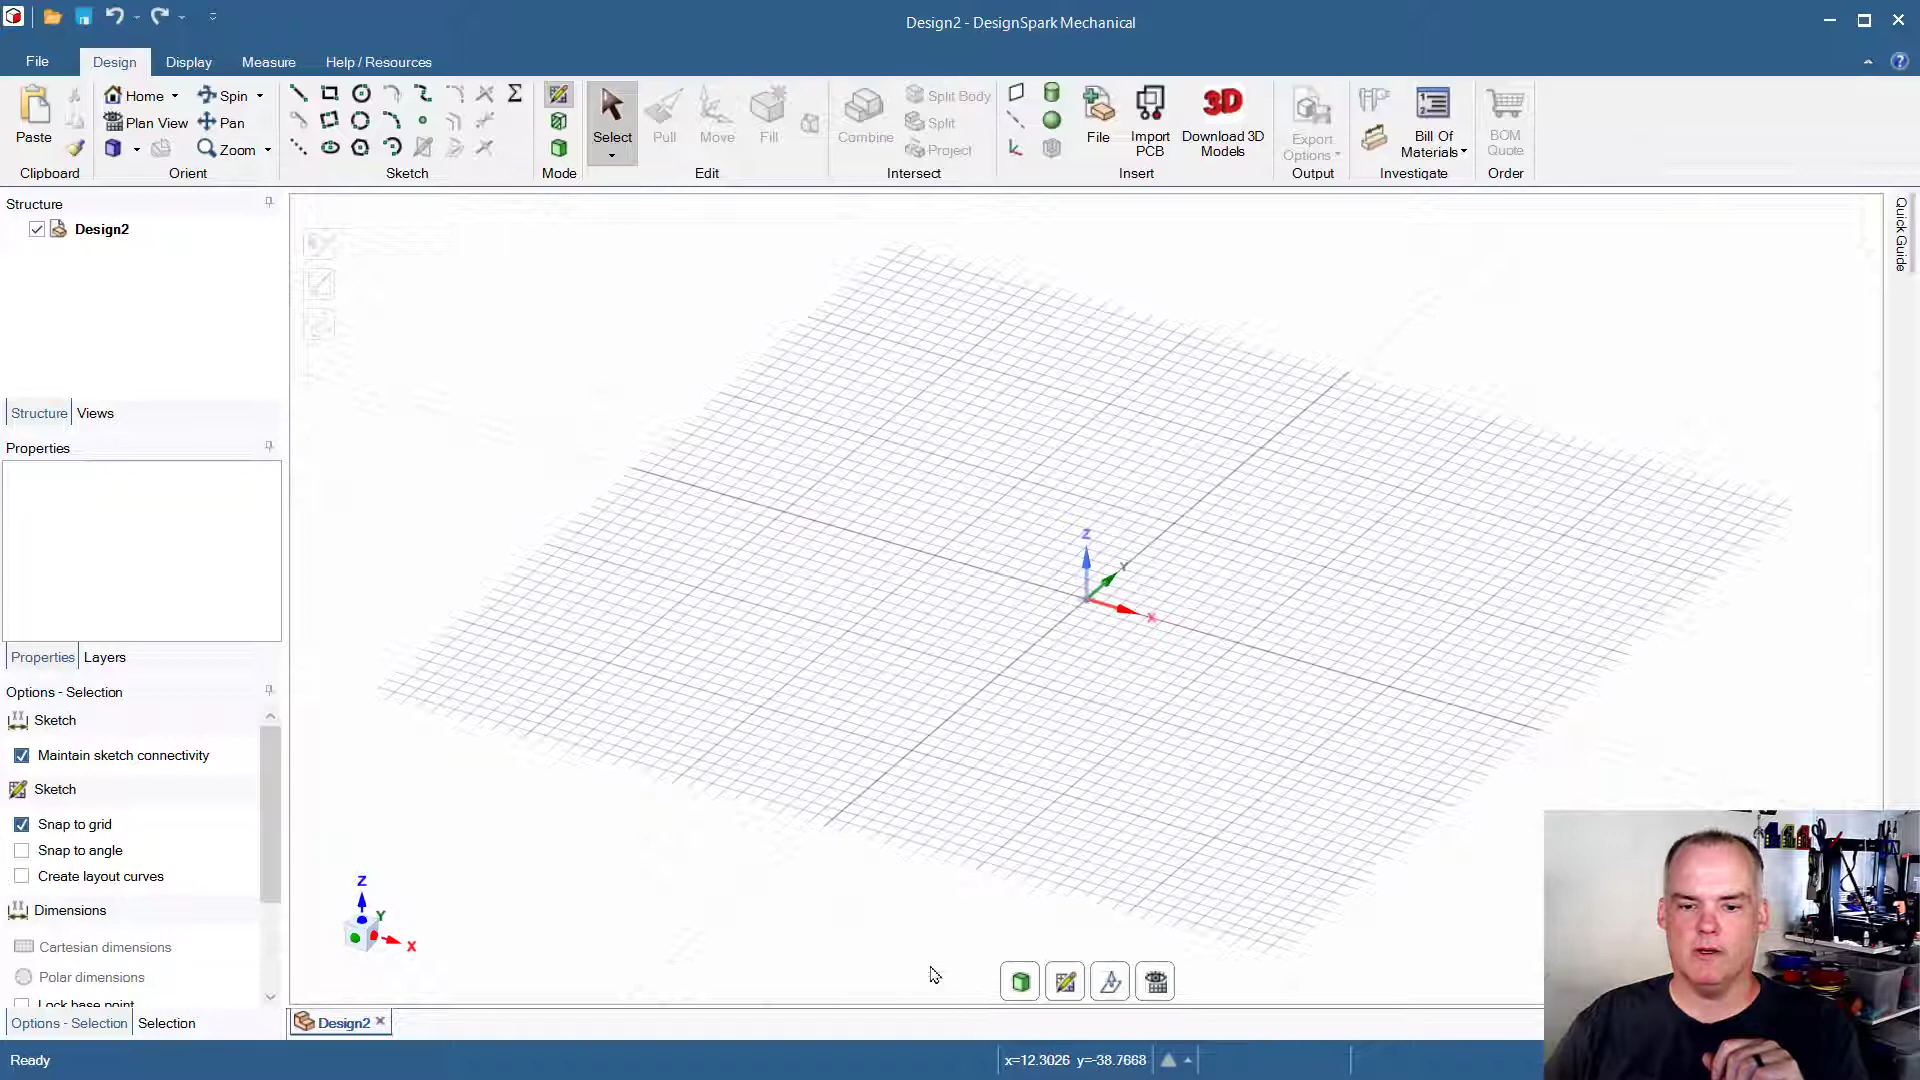 Design2 - DesignSpark Mechanical
File
Design
Display
Measure
Help / Resources
Paste
Home
Spin
Plan View
Pan
Zoom
Select
Pull
Move
Fill
Combine
Split Body
Split
Project
File
Import PCB
3D
Download 3D Models
Export Options
Bill Of Materials
BOM Quote
Clipboard
Orient
Sketch
Mode
Edit
Intersect
Insert
Output
Investigate
Order
Structure
Design2
Quick Guide
Structure
Views
Properties
Properties
Layers
Options - Selection
Sketch
Maintain sketch connectivity
Sketch
Snap to grid
Snap to angle
Create layout curves
Dimensions
Cartesian dimensions
Polar dimensions
Lock base point
Options - Selection
Selection
Z
Y
X
Z
Y
X
Design2
Ready
x=12.3026 y=-38.7668